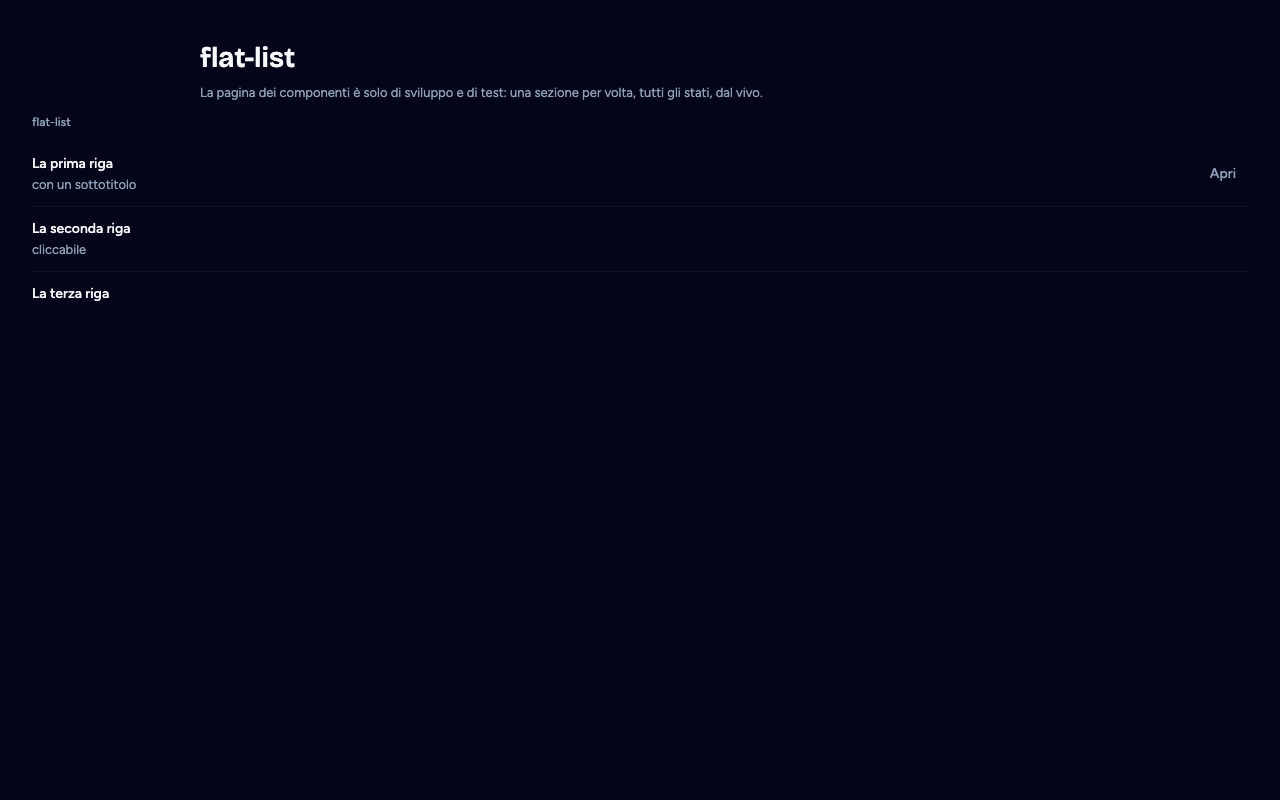 flat-list
La pagina dei componenti è solo di sviluppo e di test: una sezione per volta, tutti gli stati, dal vivo.
flat-list
La prima riga
con un sottotitolo
Apri
La seconda riga
cliccabile
La terza riga